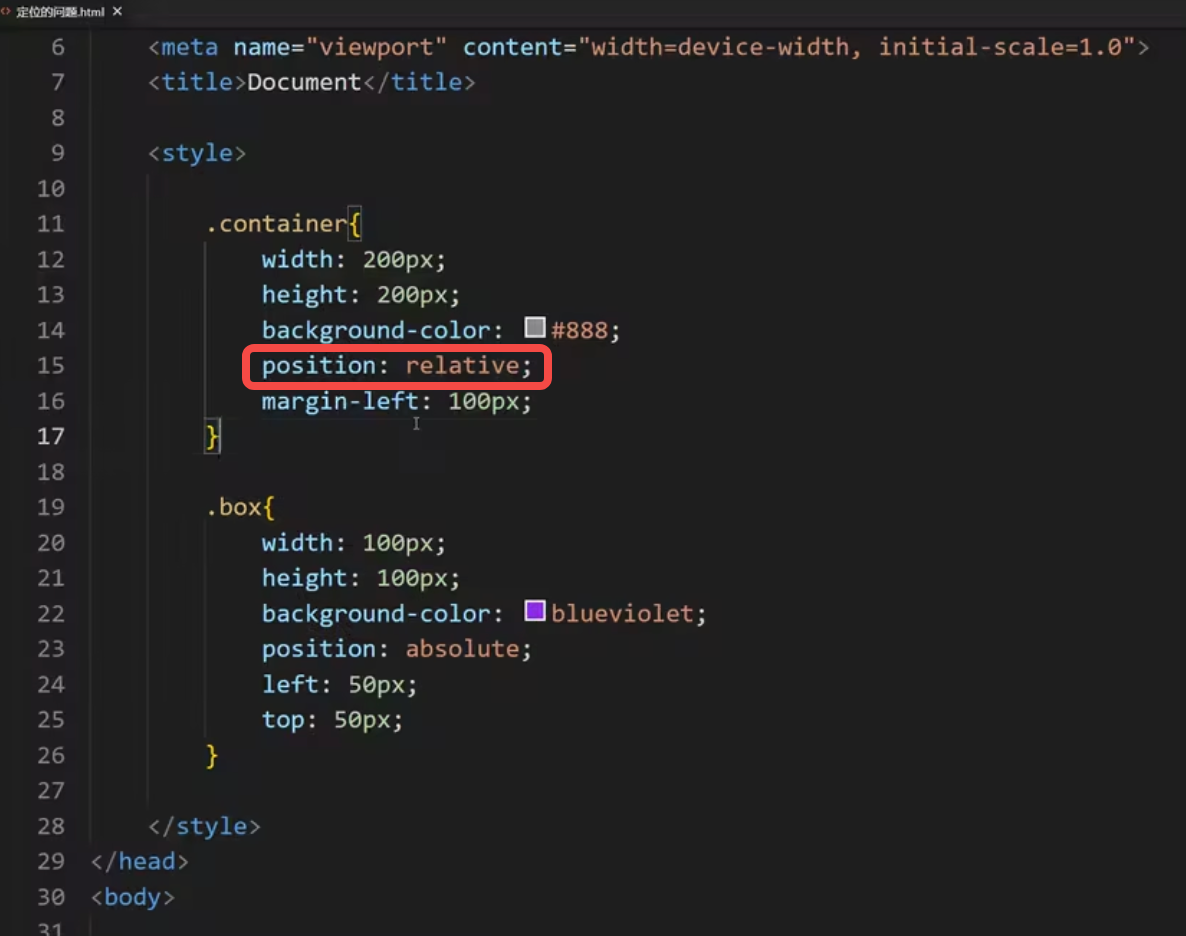 定位的问题.html
6 <meta name="viewport" content="width=device-width, initial-scale=1.0">
7 <title>Document</title>
8
9 <style>
10
11 .container{
12 width: 200px;
13 height: 200px;
14 background-color: #888;
15 position: relative;
16 margin-left: 100px;
17 }
18
19 .box{
20 width: 100px;
21 height: 100px;
22 background-color: blueviolet;
23 position: absolute;
24 left: 50px;
25 top: 50px;
26 }
27
28 </style>
29 </head>
30 <body>
31